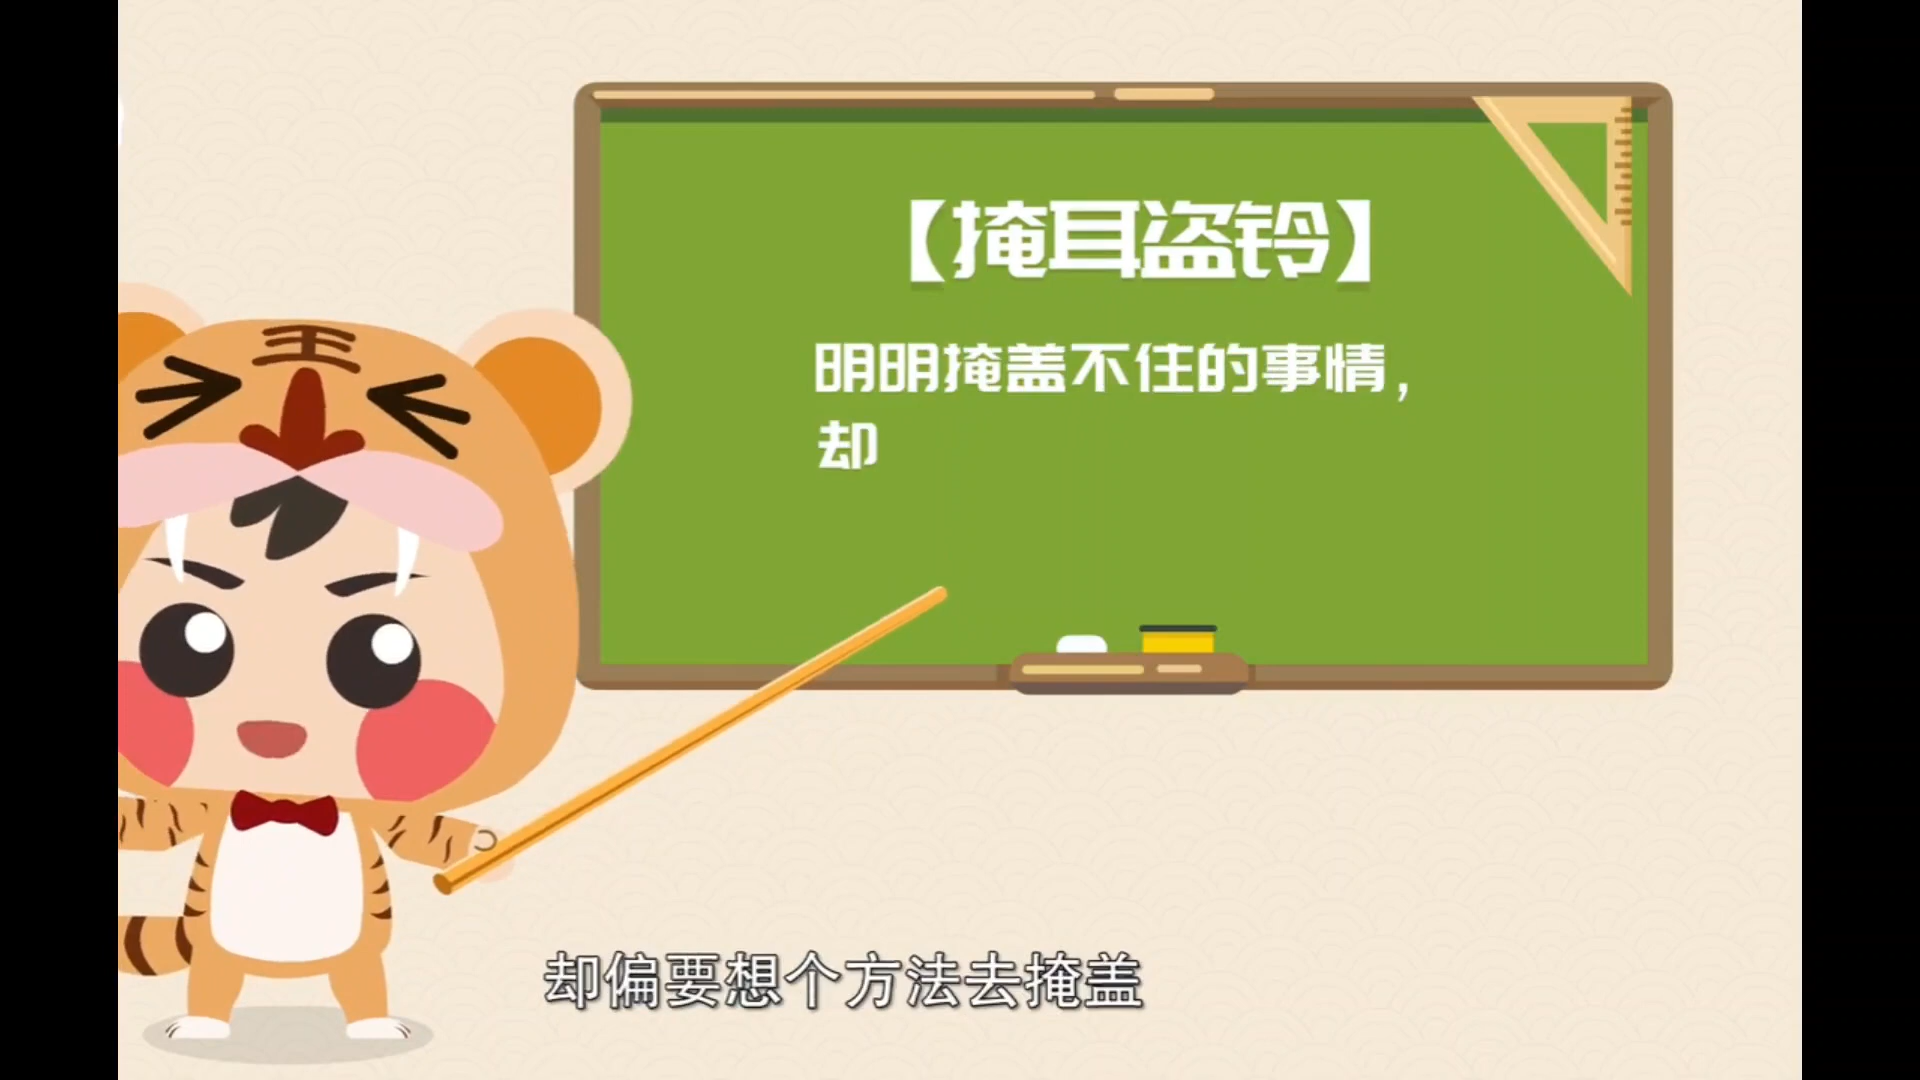 【掩耳盗铃】
明明掩盖不住的事情，
却
王
却偏要想个方法去掩盖